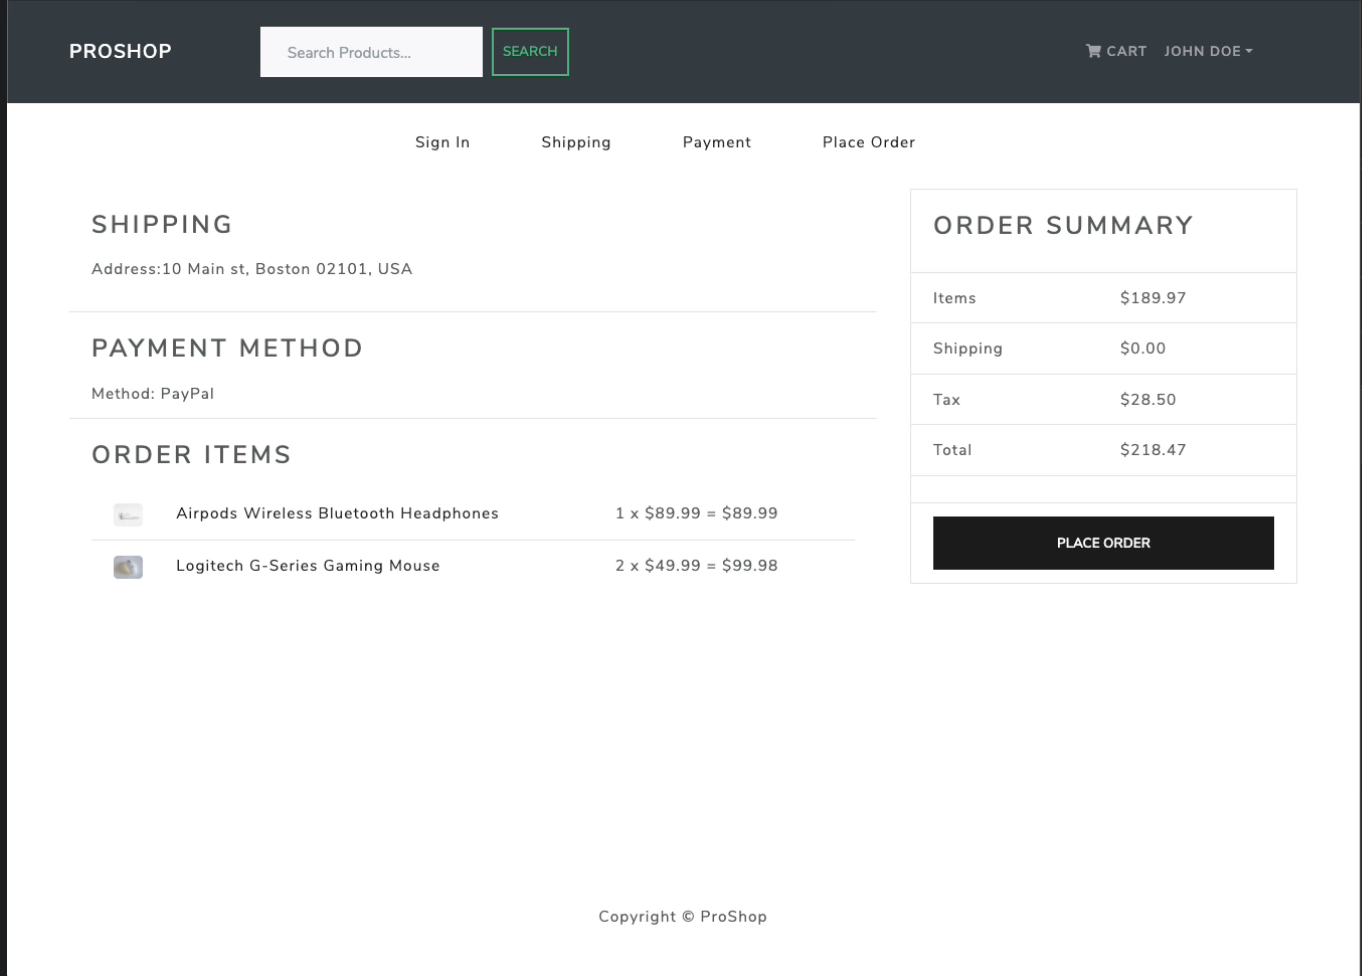 PROSHOP
Search Products...
SEARCH
CART
JOHN DOE
Sign In
Shipping
Payment
Place Order
SHIPPING
Address:10 Main st, Boston 02101, USA
PAYMENT METHOD
Method: PayPal
ORDER ITEMS
Airpods Wireless Bluetooth Headphones 1 x $89.99 = $89.99
Logitech G-Series Gaming Mouse 2 x $49.99 = $99.98
ORDER SUMMARY
Items $189.97
Shipping $0.00
Tax $28.50
Total $218.47
PLACE ORDER
Copyright © ProShop